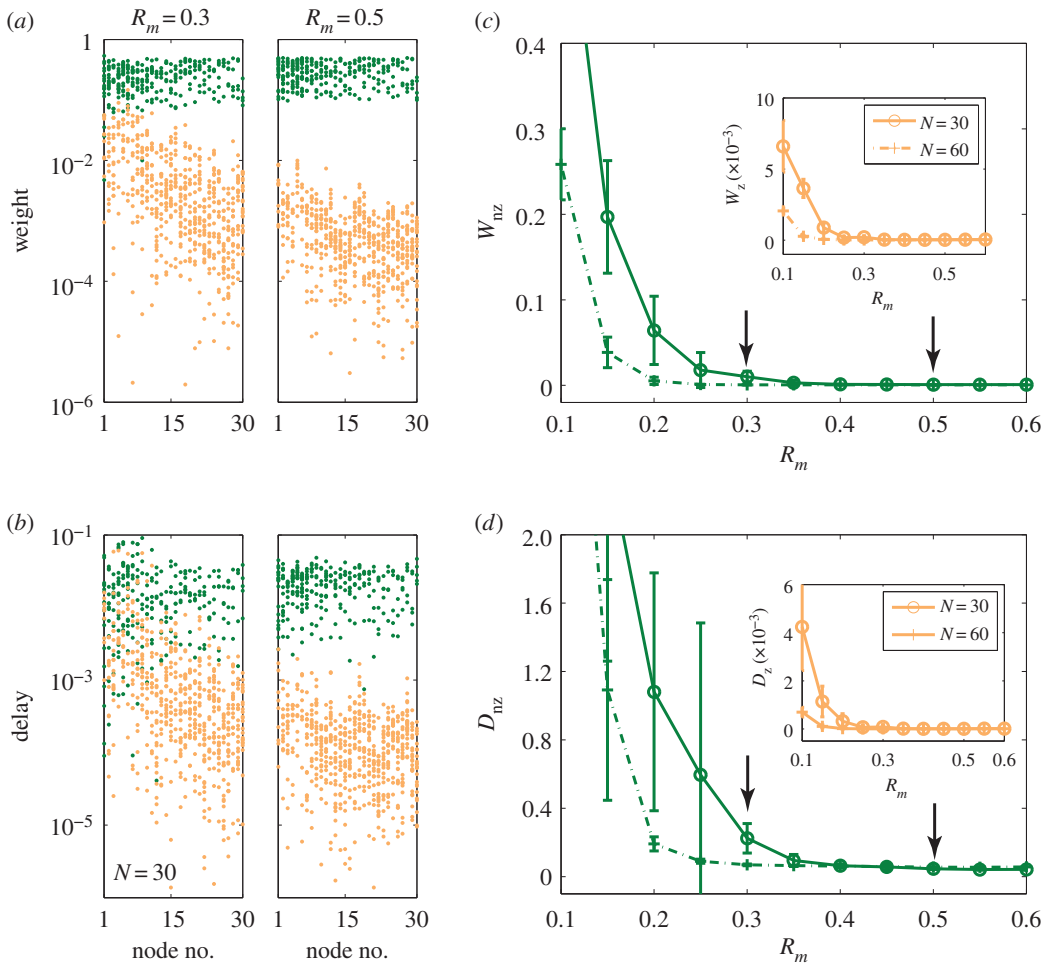 (a)
R_m = 0.3
R_m = 0.5
1
10⁻²
10⁻⁴
10⁻⁶
weight
1 15 30
1 15 30
(c)
0.4
0.3
0.2
0.1
0
W_nz
0.1 0.2 0.3 0.4 0.5 0.6
R_m
10
5
0
W_z (×10⁻³)
N = 30
N = 60
0.1 0.3 0.5
R_m
(b)
10⁻¹
10⁻³
10⁻⁵
delay
N = 30
1 15 30
1 15 30
node no.
node no.
(d)
2.0
1.6
1.2
0.8
0.4
0
D_nz
0.1 0.2 0.3 0.4 0.5 0.6
R_m
6
4
2
0
D_z (×10⁻³)
N = 30
N = 60
0.1 0.3 0.5 0.6
R_m